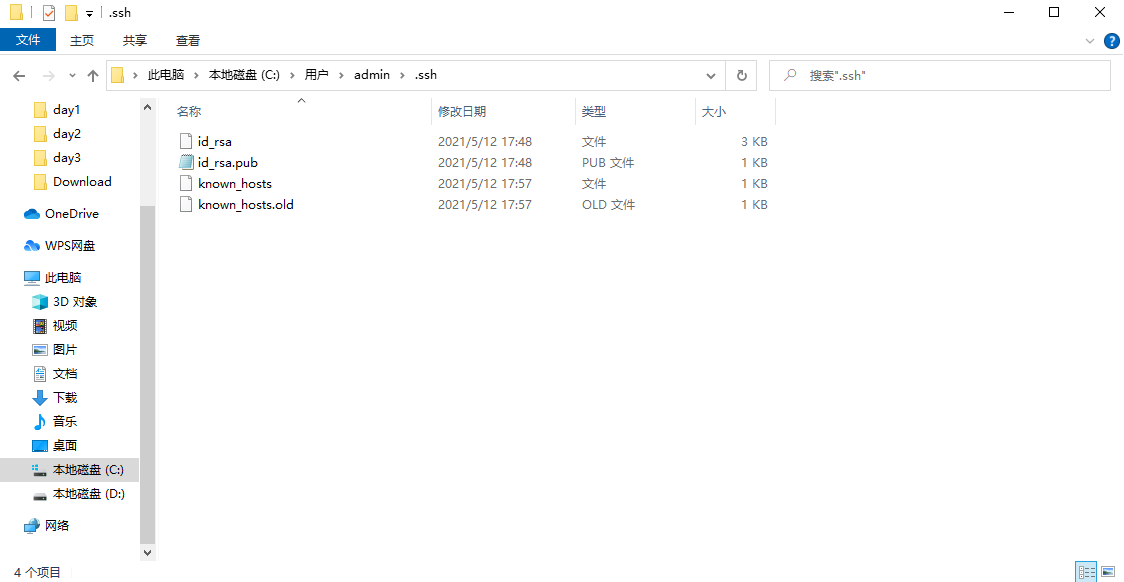 .ssh
文件 主页 共享 查看
此电脑 本地磁盘 (C:) 用户 admin .ssh
搜索".ssh"
day1
day2
day3
Download
OneDrive
WPS网盘
此电脑
3D 对象
视频
图片
文档
下载
音乐
桌面
本地磁盘 (C:)
本地磁盘 (D:)
网络
名称 修改日期 类型 大小
id_rsa 2021/5/12 17:48 文件 3 KB
id_rsa.pub 2021/5/12 17:48 PUB 文件 1 KB
known_hosts 2021/5/12 17:57 文件 1 KB
known_hosts.old 2021/5/12 17:57 OLD 文件 1 KB
4 个项目